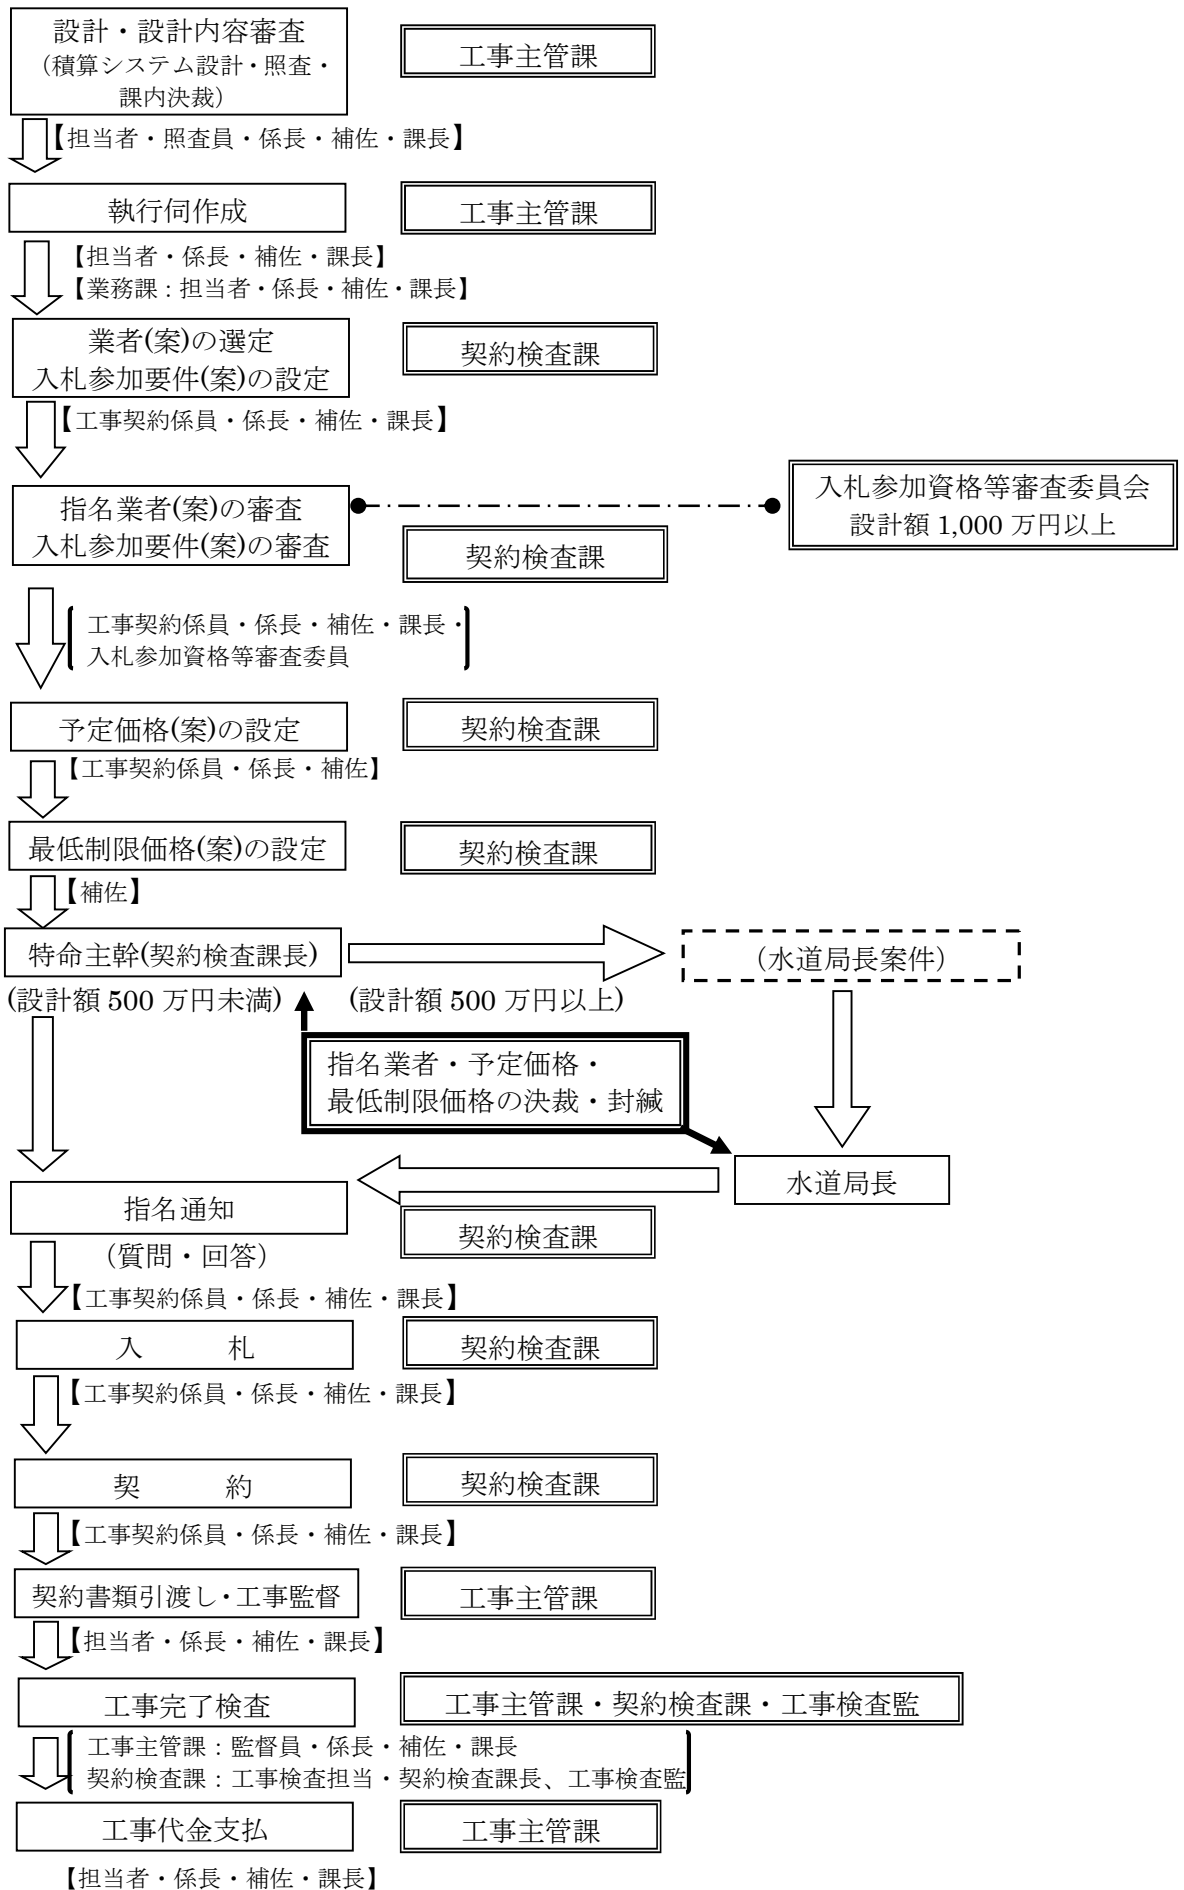 設計・設計内容審査
（積算システム設計・照査・
課内決裁）
工事主管課
【担当者・照査員・係長・補佐・課長】
執行伺作成
工事主管課
【担当者・係長・補佐・課長】
【業務課：担当者・係長・補佐・課長】
業者(案)の選定
入札参加要件(案)の設定
契約検査課
【工事契約係員・係長・補佐・課長】
指名業者(案)の審査
入札参加要件(案)の審査
入札参加資格等審査委員会
設計額 1,000 万円以上
契約検査課
工事契約係員・係長・補佐・課長・
入札参加資格等審査委員
予定価格(案)の設定
契約検査課
【工事契約係員・係長・補佐】
最低制限価格(案)の設定
契約検査課
【補佐】
特命主幹(契約検査課長)
（水道局長案件）
(設計額 500 万円未満)
(設計額 500 万円以上)
指名業者・予定価格・
最低制限価格の決裁・封緘
水道局長
指名通知
契約検査課
（質問・回答）
【工事契約係員・係長・補佐・課長】
入　　　札
契約検査課
【工事契約係員・係長・補佐・課長】
契　　　約
契約検査課
【工事契約係員・係長・補佐・課長】
契約書類引渡し・工事監督
工事主管課
【担当者・係長・補佐・課長】
工事完了検査
工事主管課・契約検査課・工事検査監
工事主管課：監督員・係長・補佐・課長
契約検査課：工事検査担当・契約検査課長、工事検査監
工事代金支払
工事主管課
【担当者・係長・補佐・課長】